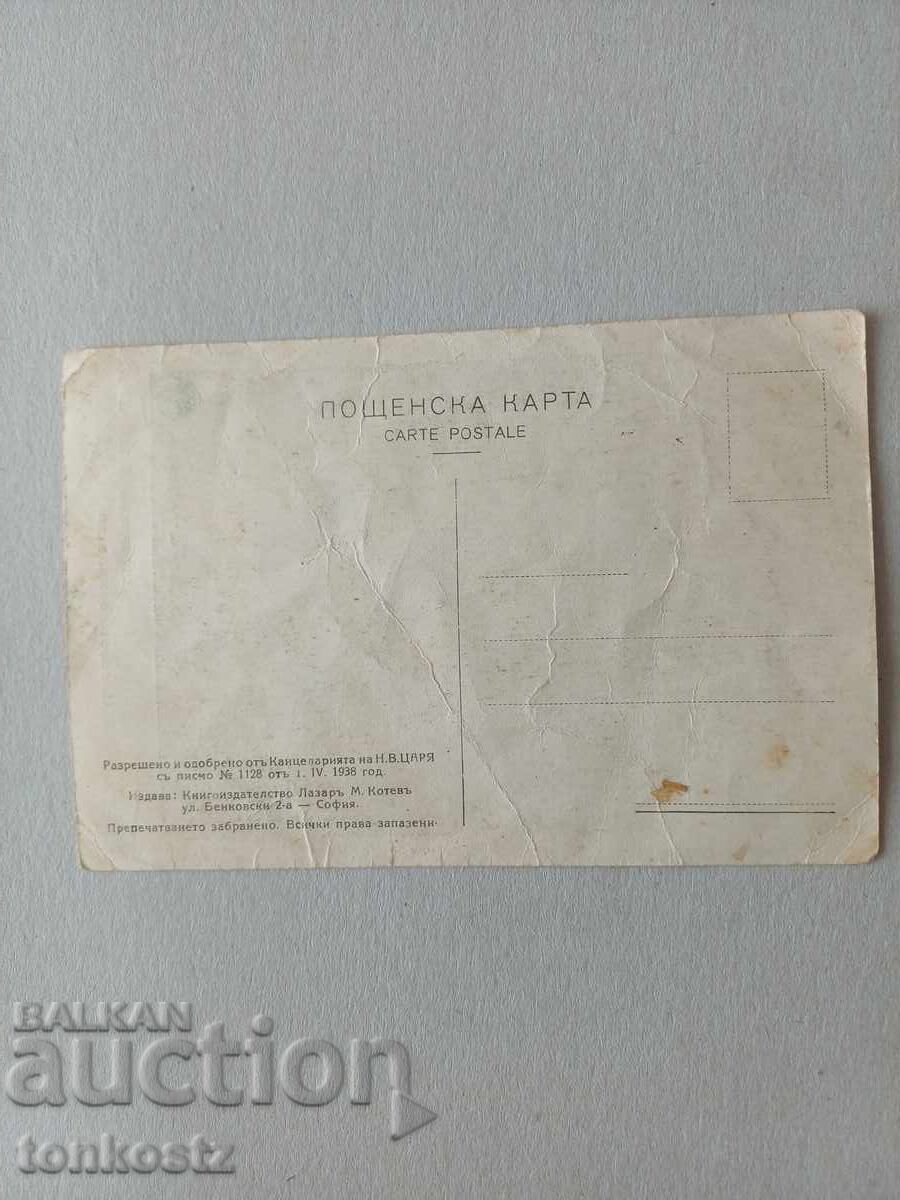 ПОЩЕНСКА КАРТА
CARTE POSTALE
Разрешено и одобрено отъ Канцеларията на Н.В.ЦАРЯ
съ писмо № 1128 отъ 1. IV. 1938 год.
Издава: Книгоиздателство Лазаръ М. Котевъ
ул. Бенковски 2-а — София.
Препечатването забранено. Всички права запазени.
BALKAN
auction
tonkostz